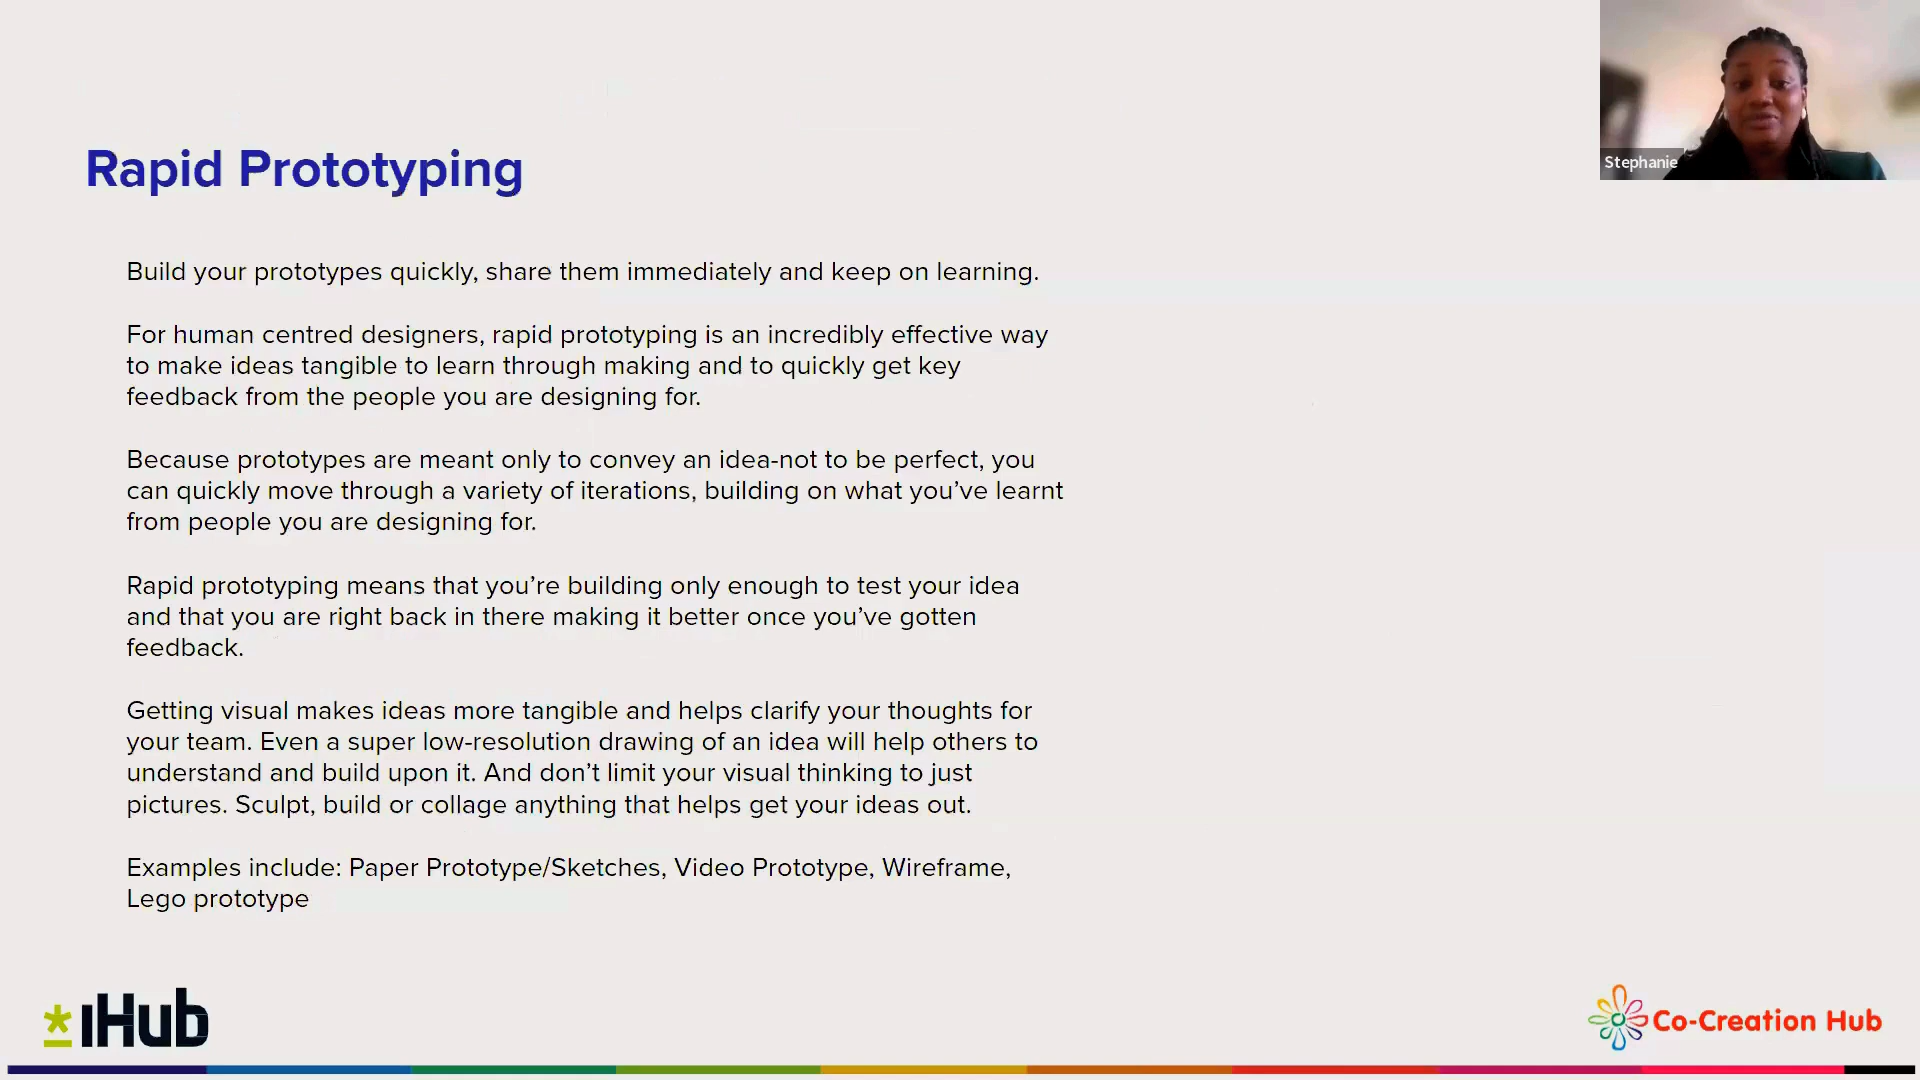 Stephanie
Rapid Prototyping
Build your prototypes quickly, share them immediately and keep on learning.
For human centred designers, rapid prototyping is an incredibly effective way
to make ideas tangible to learn through making and to quickly get key
feedback from the people you are designing for.
Because prototypes are meant only to convey an idea-not to be perfect, you
can quickly move through a variety of iterations, building on what you’ve learnt
from people you are designing for.
Rapid prototyping means that you’re building only enough to test your idea
and that you are right back in there making it better once you’ve gotten
feedback.
Getting visual makes ideas more tangible and helps clarify your thoughts for
your team. Even a super low-resolution drawing of an idea will help others to
understand and build upon it. And don’t limit your visual thinking to just
pictures. Sculpt, build or collage anything that helps get your ideas out.
Examples include: Paper Prototype/Sketches, Video Prototype, Wireframe,
Lego prototype
iHub
Co-Creation Hub